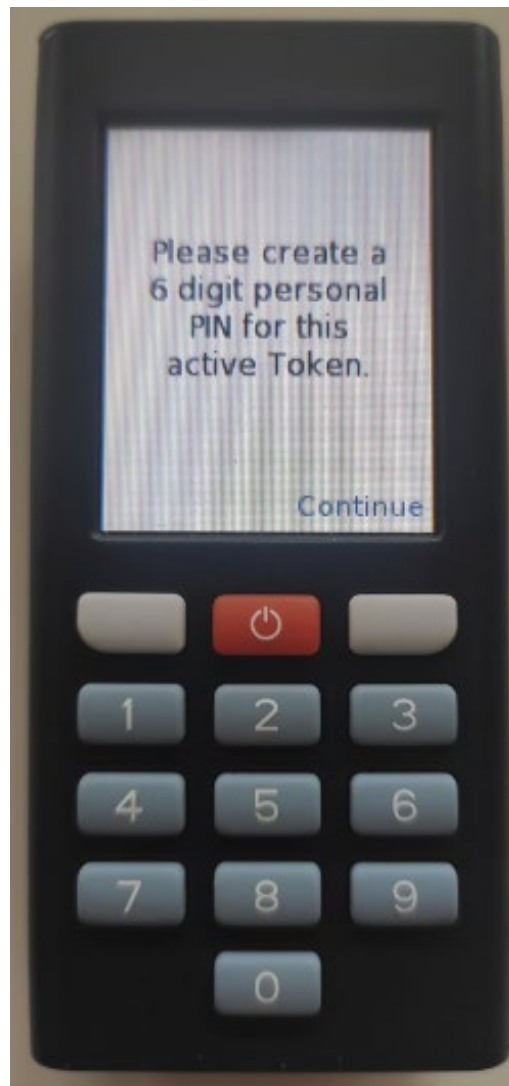 Please create a
6 digit personal
PIN for this
active Token.
Continue
1 2 3
4 5 6
7 8 9
0